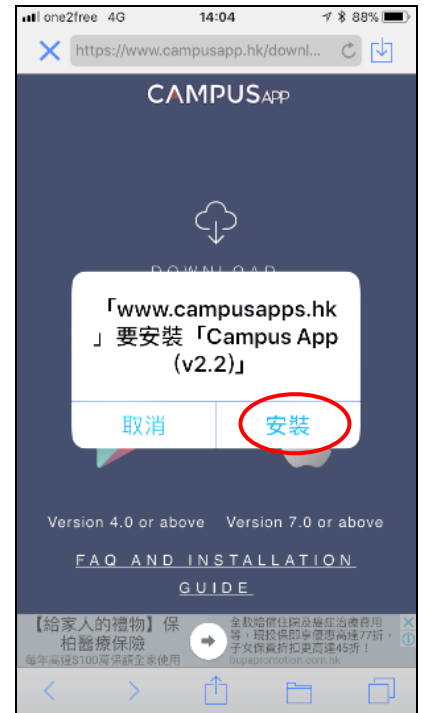 one2free 4G 14:04 88%
https://www.campusapp.hk/downl...
CAMPUSAPP
DOWNLOAD
「www.campusapps.hk
」要安裝「Campus App
(v2.2)」
取消 安裝
Version 4.0 or above Version 7.0 or above
FAQ AND INSTALLATION
GUIDE
【給家人的禮物】保
柏醫療保險
每年高達$100萬保額全家使用
全數賠償住院及癌症治療費用
等，現投保即享優惠高達77折，
子女保費折扣更高達45折！
bupapromotion.com.hk